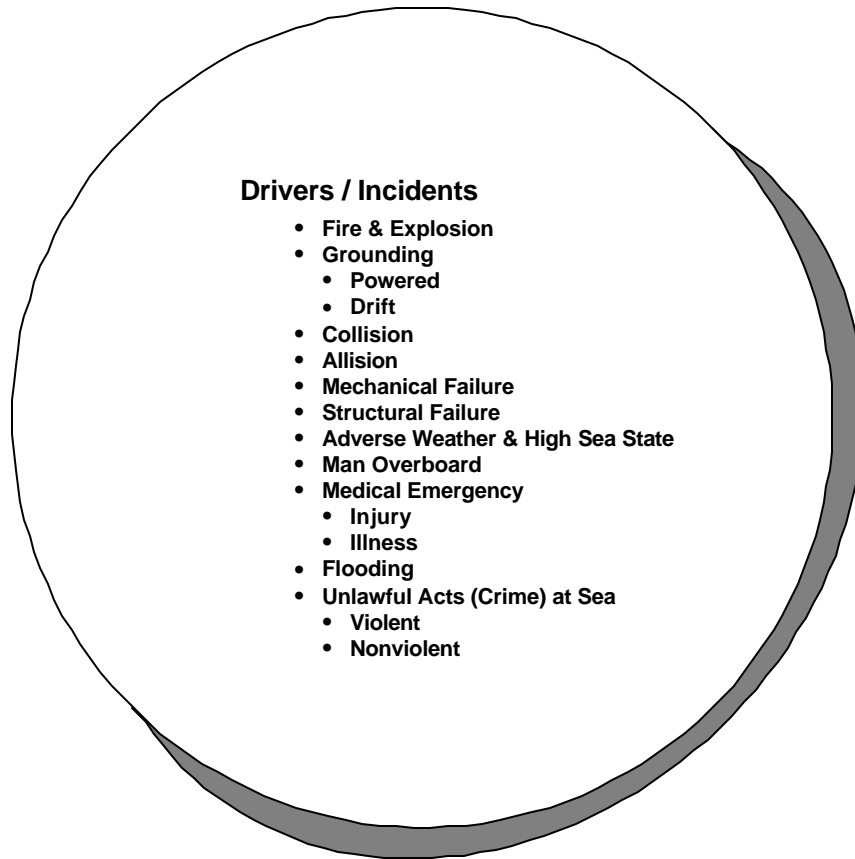 Drivers / Incidents
• Fire & Explosion
• Grounding
• Powered
• Drift
• Collision
• Allision
• Mechanical Failure
• Structural Failure
• Adverse Weather & High Sea State
• Man Overboard
• Medical Emergency
• Injury
• Illness
• Flooding
• Unlawful Acts (Crime) at Sea
• Violent
• Nonviolent